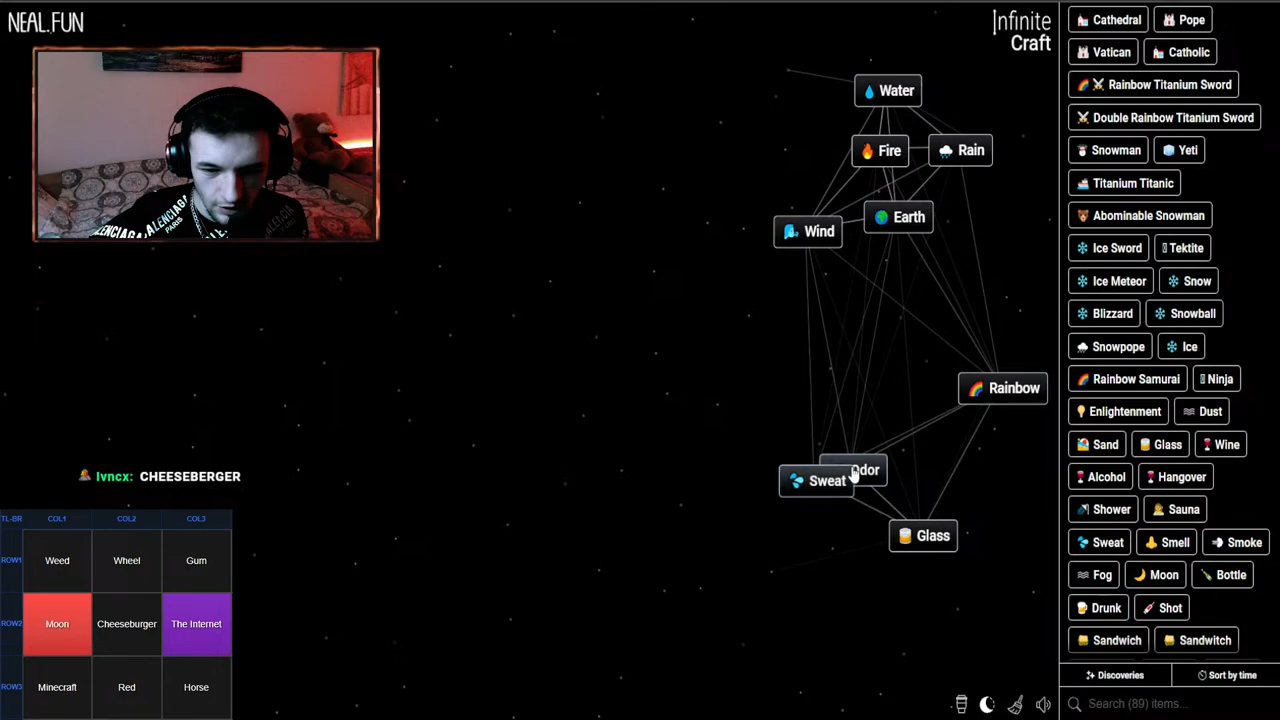 NEAL.FUN
Infinite
Craft
Water
Fire
Rain
Earth
Wind
Rainbow
Odor
Sweat
Glass
lvncx: CHEESEBERGER
TL-BR COL1 COL2 COL3
ROW1 Weed Wheel Gum
ROW2 Moon Cheeseburger The Internet
ROW3 Minecraft Red Horse
Cathedral Pope
Vatican Catholic
Rainbow Titanium Sword
Double Rainbow Titanium Sword
Snowman Yeti
Titanium Titanic
Abominable Snowman
Ice Sword Tektite
Ice Meteor Snow
Blizzard Snowball
Snowpope Ice
Rainbow Samurai Ninja
Enlightenment Dust
Sand Glass Wine
Alcohol Hangover
Shower Sauna
Sweat Smell Smoke
Fog Moon Bottle
Drunk Shot
Sandwich Sandwitch
Discoveries Sort by time
Search (89) items...